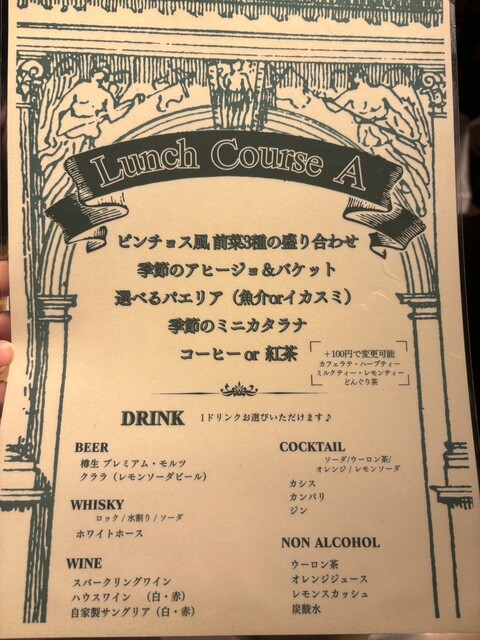 Lunch Course A
ピンチョス風 前菜3種の盛り合わせ
季節のアヒージョ&バケット
選べるパエリア（魚介orイカスミ）
季節のミニカタラナ
コーヒー or 紅茶
+100円で変更可能
カフェラテ・ハーブティー
ミルクティー・レモンティー
どんぐり茶
DRINK 1ドリンクお選びいただけます♪
BEER
樽生 プレミアム・モルツ
クララ（レモンソーダビール）
WHISKY
ロック / 水割り / ソーダ
ホワイトホース
WINE
スパークリングワイン
ハウスワイン （白・赤）
自家製サングリア（白・赤）
COCKTAIL
ソーダ/ウーロン茶/
オレンジ / レモンソーダ
カシス
カンパリ
ジン
NON ALCOHOL
ウーロン茶
オレンジジュース
レモンスカッシュ
炭酸水